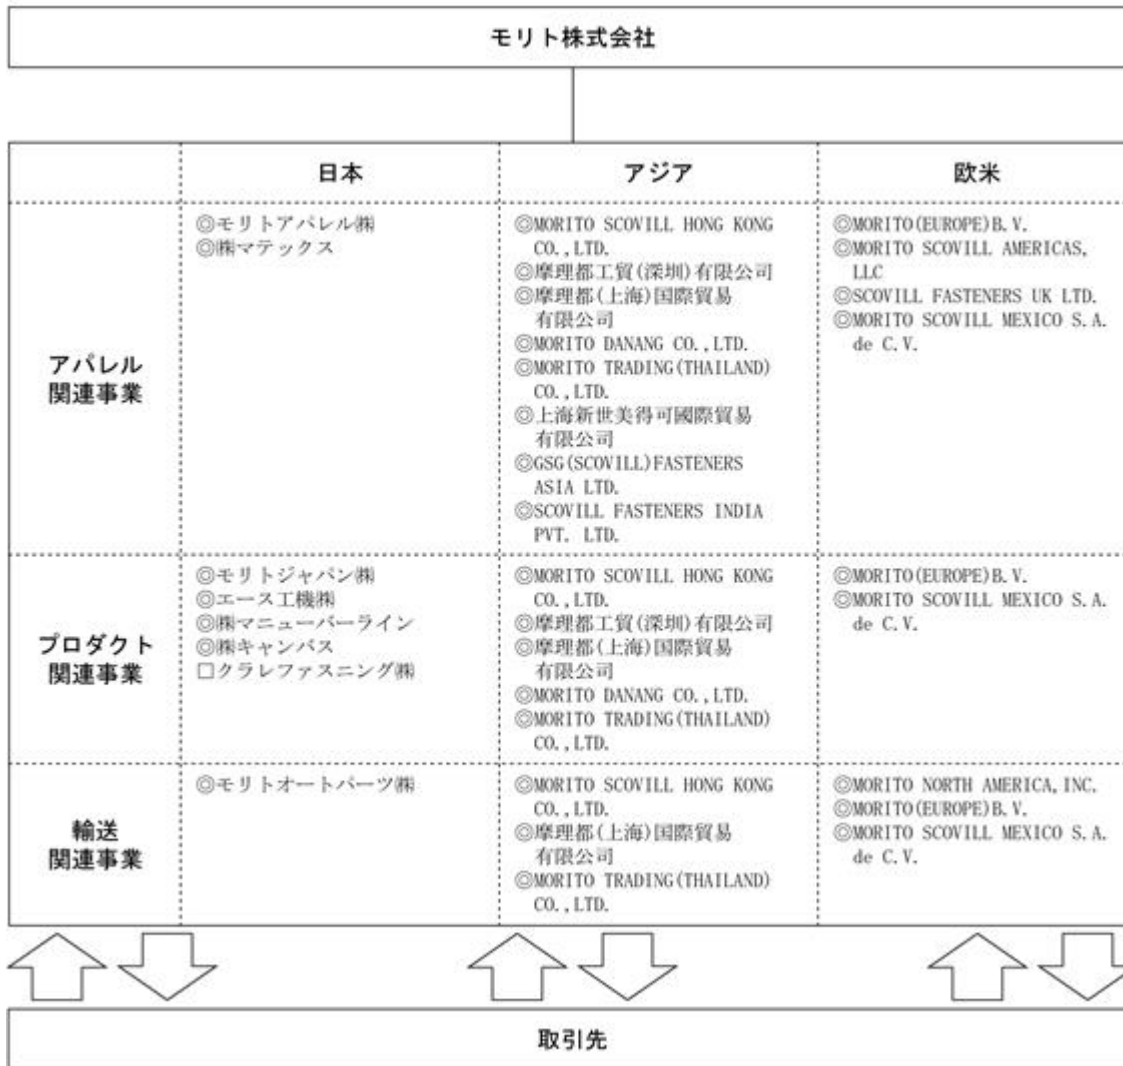 モリト株式会社
日本
アジア
欧米
アパレル
関連事業
◎モリトアパレル㈱
◎㈱マテックス
◎MORITO SCOVILL HONG KONG
CO.,LTD.
◎摩理都工貿(深圳)有限公司
◎摩理都(上海)国際貿易
有限公司
◎MORITO DANANG CO.,LTD.
◎MORITO TRADING(THAILAND)
CO.,LTD.
◎上海新世美得可國際貿易
有限公司
◎GSG(SCOVILL)FASTENERS
ASIA LTD.
◎SCOVILL FASTENERS INDIA
PVT. LTD.
◎MORITO(EUROPE)B.V.
◎MORITO SCOVILL AMERICAS,
LLC
◎SCOVILL FASTENERS UK LTD.
◎MORITO SCOVILL MEXICO S.A.
de C.V.
プロダクト
関連事業
◎モリトジャパン㈱
◎エース工機㈱
◎㈱マニューバーライン
◎㈱キャンバス
□クラレファスニング㈱
◎MORITO SCOVILL HONG KONG
CO.,LTD.
◎摩理都工貿(深圳)有限公司
◎摩理都(上海)国際貿易
有限公司
◎MORITO DANANG CO.,LTD.
◎MORITO TRADING(THAILAND)
CO.,LTD.
◎MORITO(EUROPE)B.V.
◎MORITO SCOVILL MEXICO S.A.
de C.V.
輸送
関連事業
◎モリトオートパーツ㈱
◎MORITO SCOVILL HONG KONG
CO.,LTD.
◎摩理都(上海)国際貿易
有限公司
◎MORITO TRADING(THAILAND)
CO.,LTD.
◎MORITO NORTH AMERICA,INC.
◎MORITO(EUROPE)B.V.
◎MORITO SCOVILL MEXICO S.A.
de C.V.
取引先